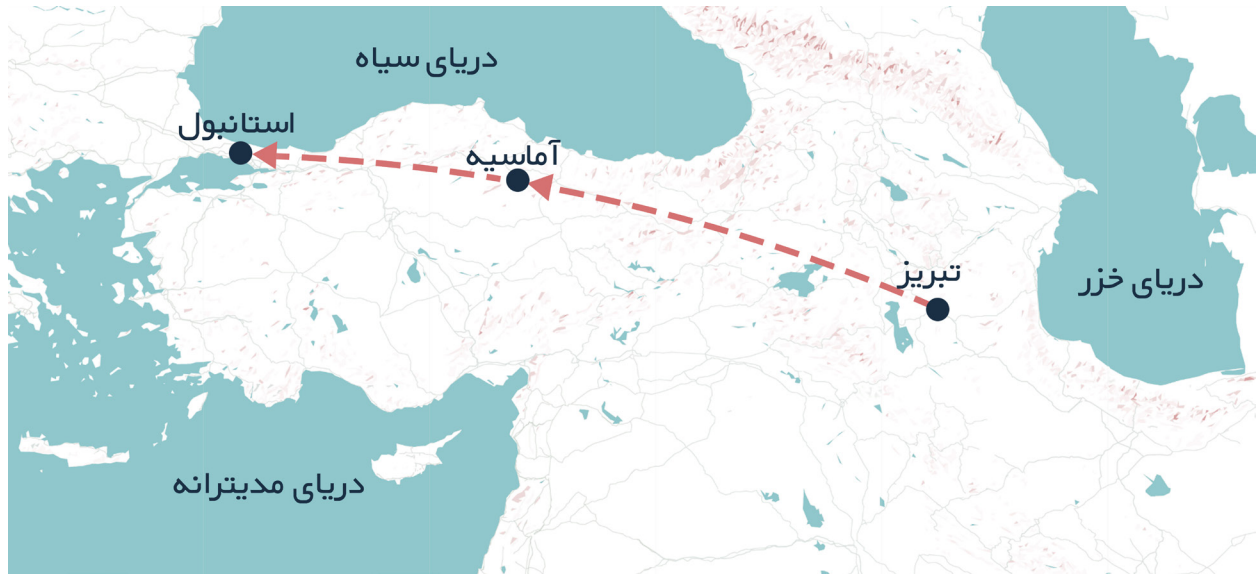 دریای سیاه
استانبول
آماسیه
تبریز
دریای خزر
دریای مدیترانه